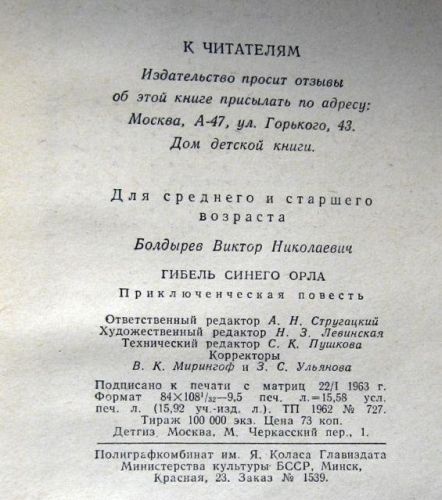 К ЧИТАТЕЛЯМ
Издательство просит отзывы
об этой книге присылать по адресу:
Москва, А-47, ул. Горького, 43.
Дом детской книги.
Для среднего и старшего
возраста
Болдырев Виктор Николаевич
ГИБЕЛЬ СИНЕГО ОРЛА
Приключенческая повесть
Ответственный редактор А. Н. Стругацкий
Художественный редактор Н. З. Левинская
Технический редактор С. К. Пушкова
Корректоры
В. К. Мирингоф и З. С. Ульянова
Подписано к печати с матриц 22/I 1963 г.
Формат 84×108¹/₃₂—9,5 печ. л.=15,58 усл.
печ. л. (15,92 уч.-изд. л.). ТП 1962 № 727.
Тираж 100 000 экз. Цена 73 коп.
Детгиз, Москва, М. Черкасский пер., 1.
Полиграфкомбинат им. Я. Коласа Главиздата
Министерства культуры БССР, Минск,
Красная, 23. Заказ № 1539.